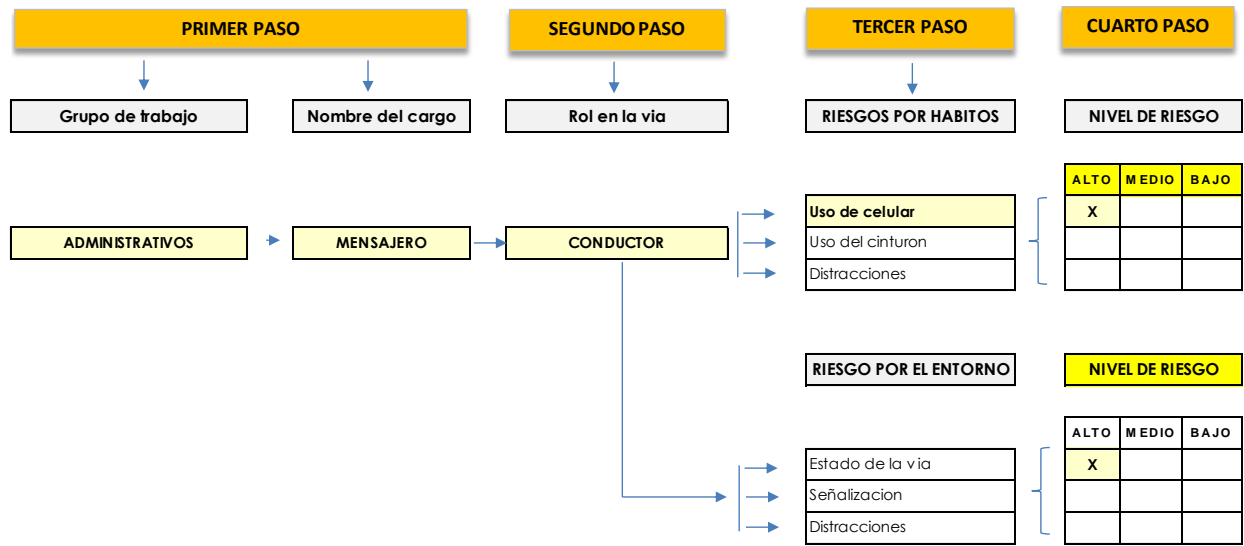 PRIMER PASO
SEGUNDO PASO
TERCER PASO
CUARTO PASO
Grupo de trabajo
Nombre del cargo
Rol en la via
RIESGOS POR HABITOS
NIVEL DE RIESGO
ALTO MEDIO BAJO
Uso de celular
X
ADMINISTRATIVOS
MENSAJERO
CONDUCTOR
Uso del cinturon
Distracciones
RIESGO POR EL ENTORNO
NIVEL DE RIESGO
ALTO MEDIO BAJO
Estado de la via
X
Señalizacion
Distracciones